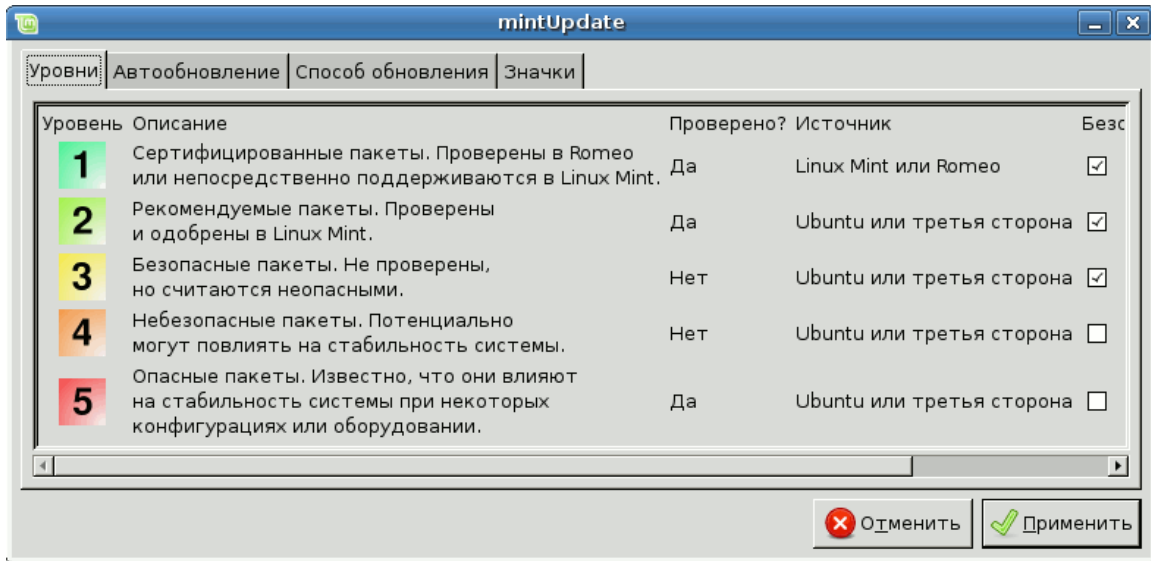 mintUpdate
Уровни Автообновление Способ обновления Значки
Уровень Описание Проверено? Источник Безо
1 Сертифицированные пакеты. Проверены в Romeo
или непосредственно поддерживаются в Linux Mint. Да Linux Mint или Romeo
2 Рекомендуемые пакеты. Проверены
и одобрены в Linux Mint. Да Ubuntu или третья сторона
3 Безопасные пакеты. Не проверены,
но считаются неопасными. Нет Ubuntu или третья сторона
4 Небезопасные пакеты. Потенциально
могут повлиять на стабильность системы. Нет Ubuntu или третья сторона
5 Опасные пакеты. Известно, что они влияют
на стабильность системы при некоторых Да Ubuntu или третья сторона
конфигурациях или оборудовании.
Отменить Применить